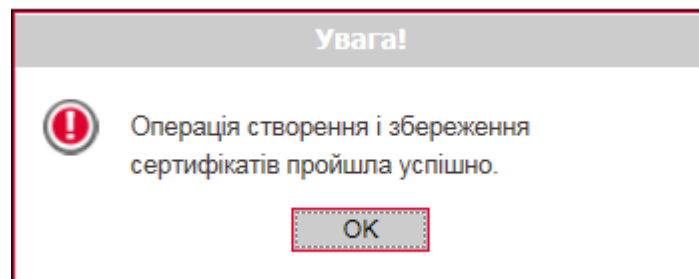 Увага!
Операція створення і збереження
сертифікатів пройшла успішно.
OK